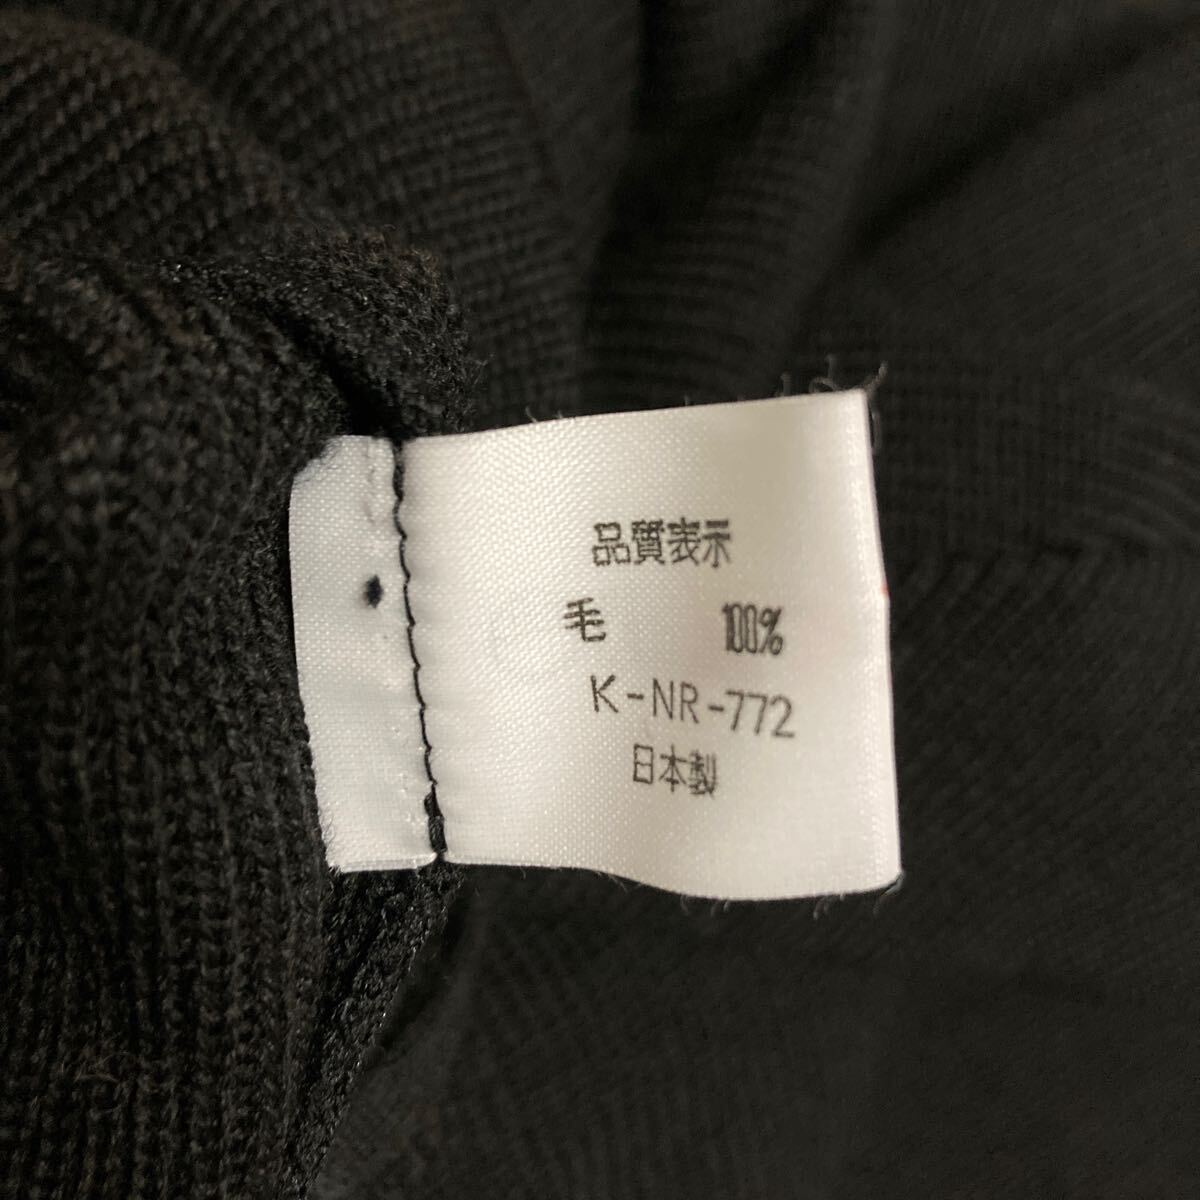 品質表示
毛 100%
K-NR-772
日本製